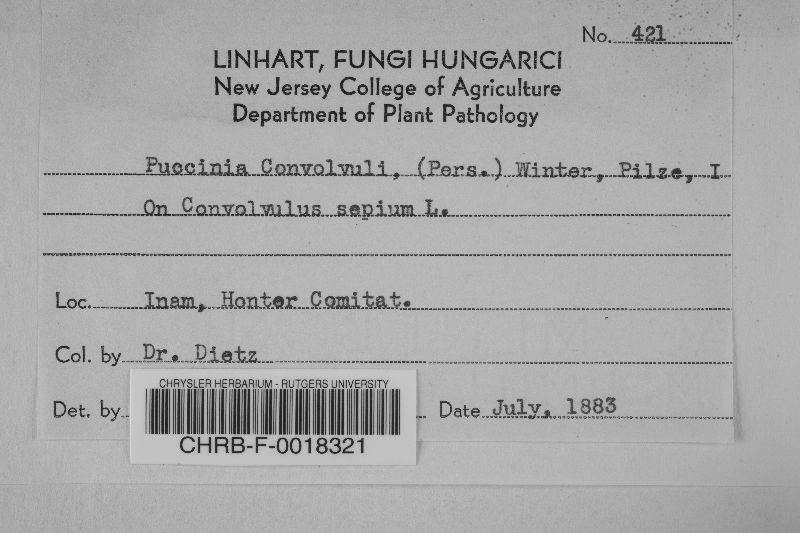 No. 421
LINHART, FUNGI HUNGARICI
New Jersey College of Agriculture
Department of Plant Pathology
Puccinia Convolvuli, (Pers.) Winter, Pilze, I
On Convolvulus sepium L.
Loc. Inam, Honter Comitat.
Col. by Dr. Dietz
Det. by Date July, 1883
CHRYSLER HERBARIUM - RUTGERS UNIVERSITY
CHRB-F-0018321